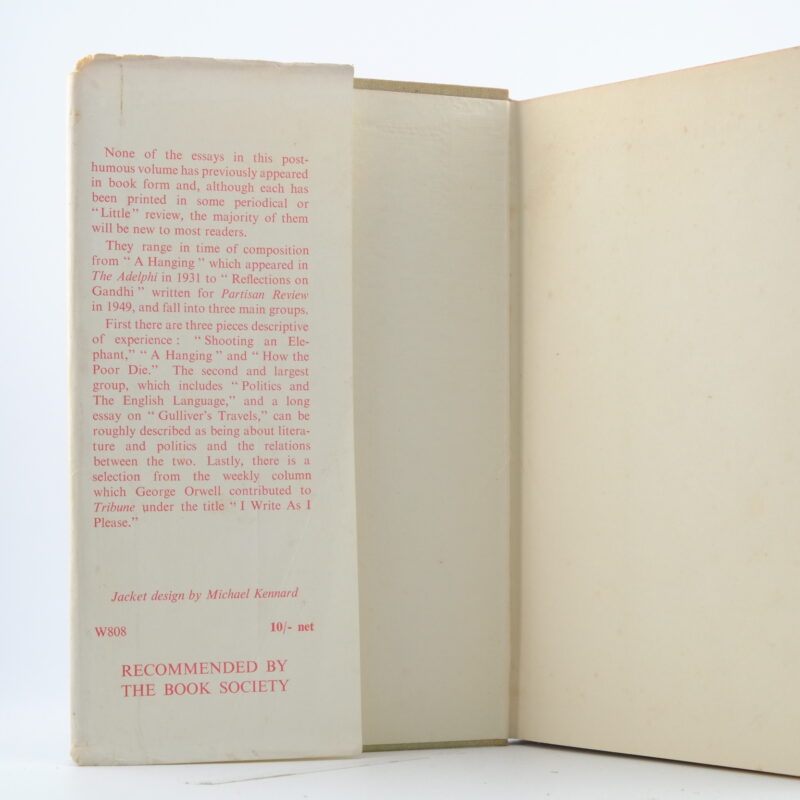 None of the essays in this post-
humous volume has previously appeared
in book form and, although each has
been printed in some periodical or
"Little" review, the majority of them
will be new to most readers.
They range in time of composition
from "A Hanging" which appeared in
The Adelphi in 1931 to "Reflections on
Gandhi" written for Partisan Review
in 1949, and fall into three main groups.
First there are three pieces descriptive
of experience: "Shooting an Ele-
phant," "A Hanging" and "How the
Poor Die." The second and largest
group, which includes "Politics and
The English Language," and a long
essay on "Gulliver's Travels," can be
roughly described as being about litera-
ture and politics and the relations
between the two. Lastly, there is a
selection from the weekly column
which George Orwell contributed to
Tribune under the title "I Write As I
Please."
Jacket design by Michael Kennard
W808 10/- net
RECOMMENDED BY
THE BOOK SOCIETY